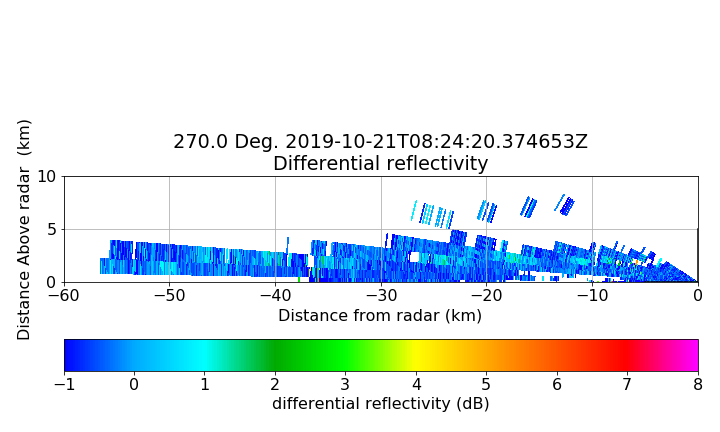 270.0 Deg. 2019-10-21T08:24:20.374653Z
Differential reflectivity
Distance Above radar  (km)
10
5
0
−60 −50 −40 −30 −20 −10 0
Distance from radar (km)
−1 0 1 2 3 4 5 6 7 8
differential reflectivity (dB)